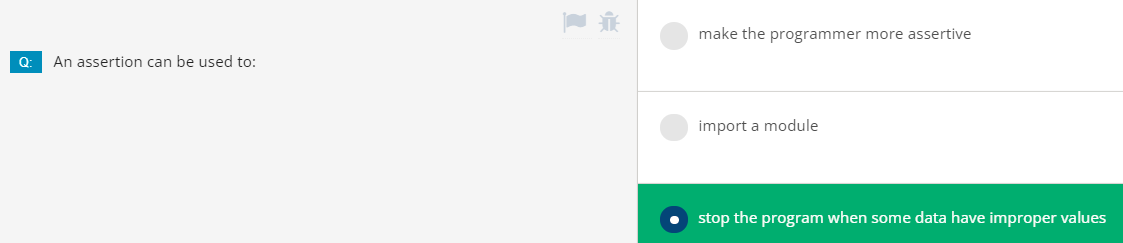 Q: An assertion can be used to:
make the programmer more assertive
import a module
stop the program when some data have improper values